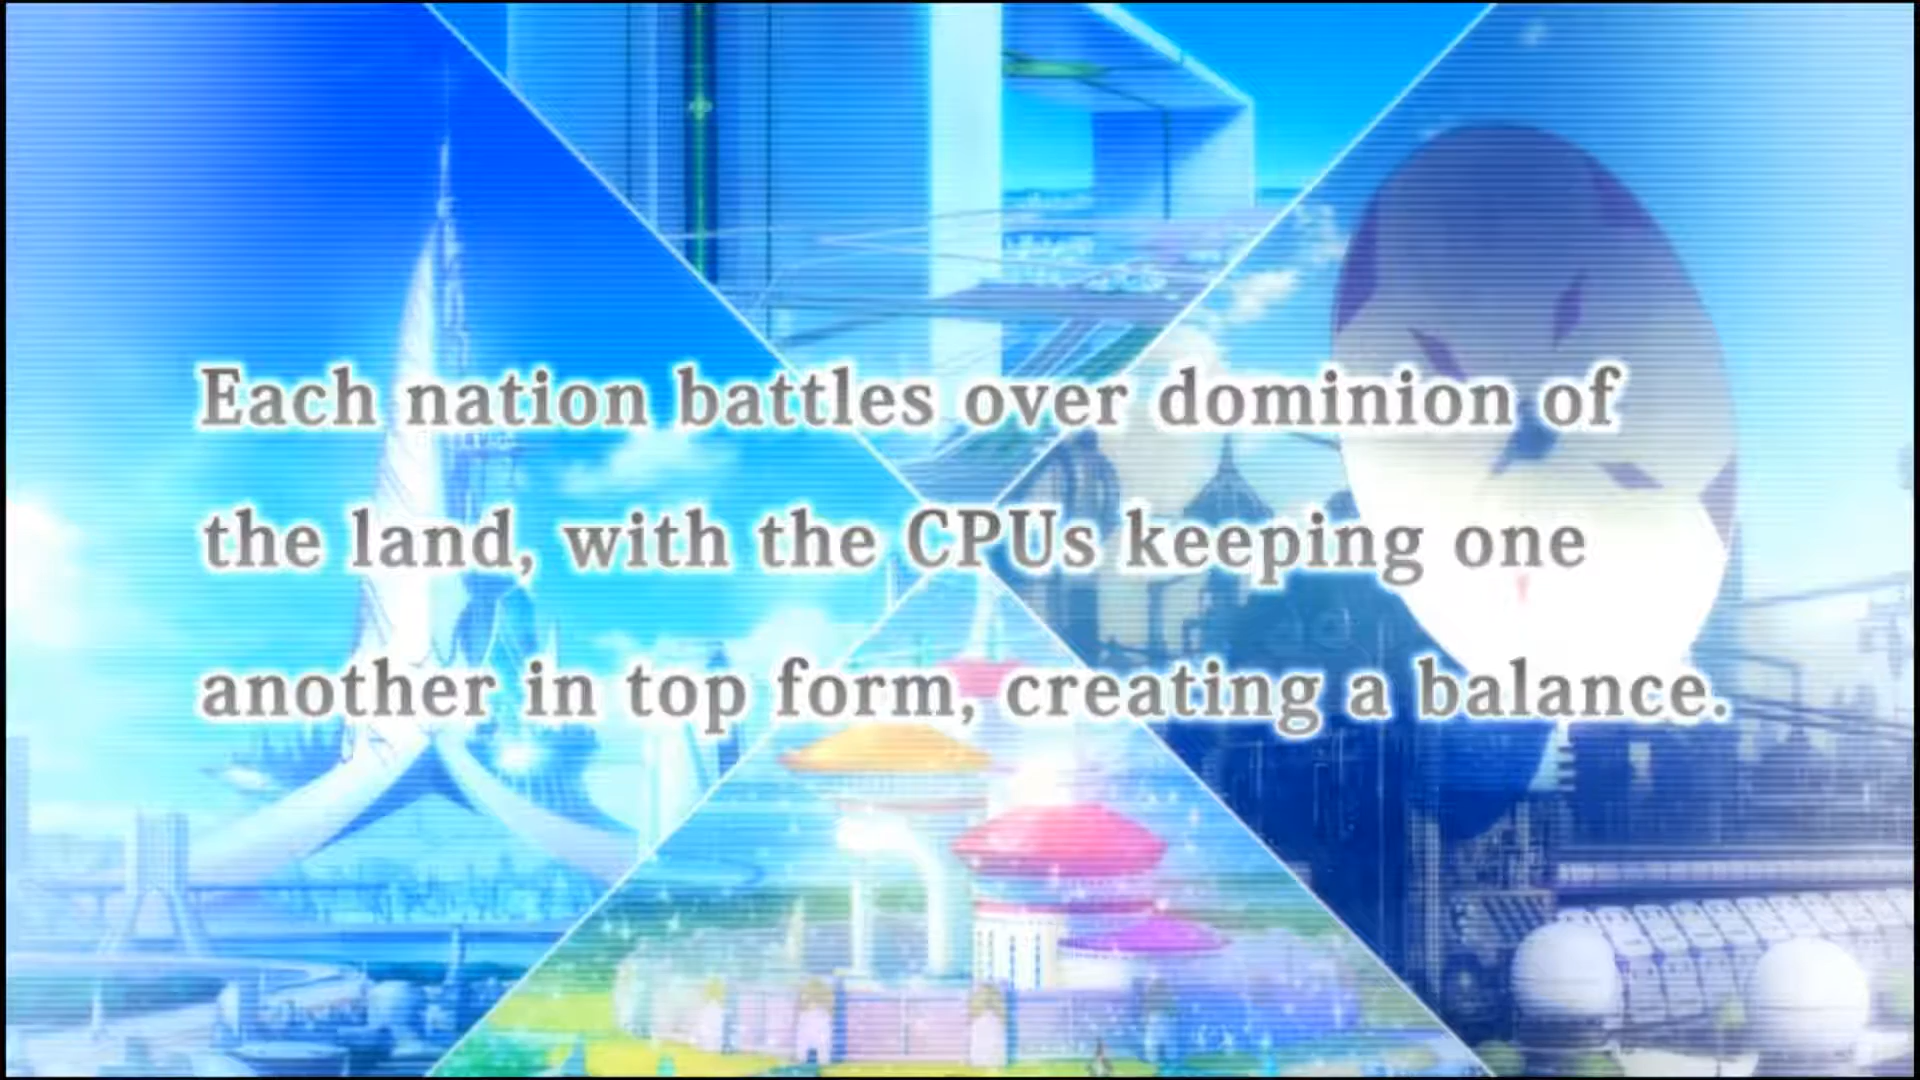 Each nation battles over dominion of
the land, with the CPUs keeping one
another in top form, creating a balance.